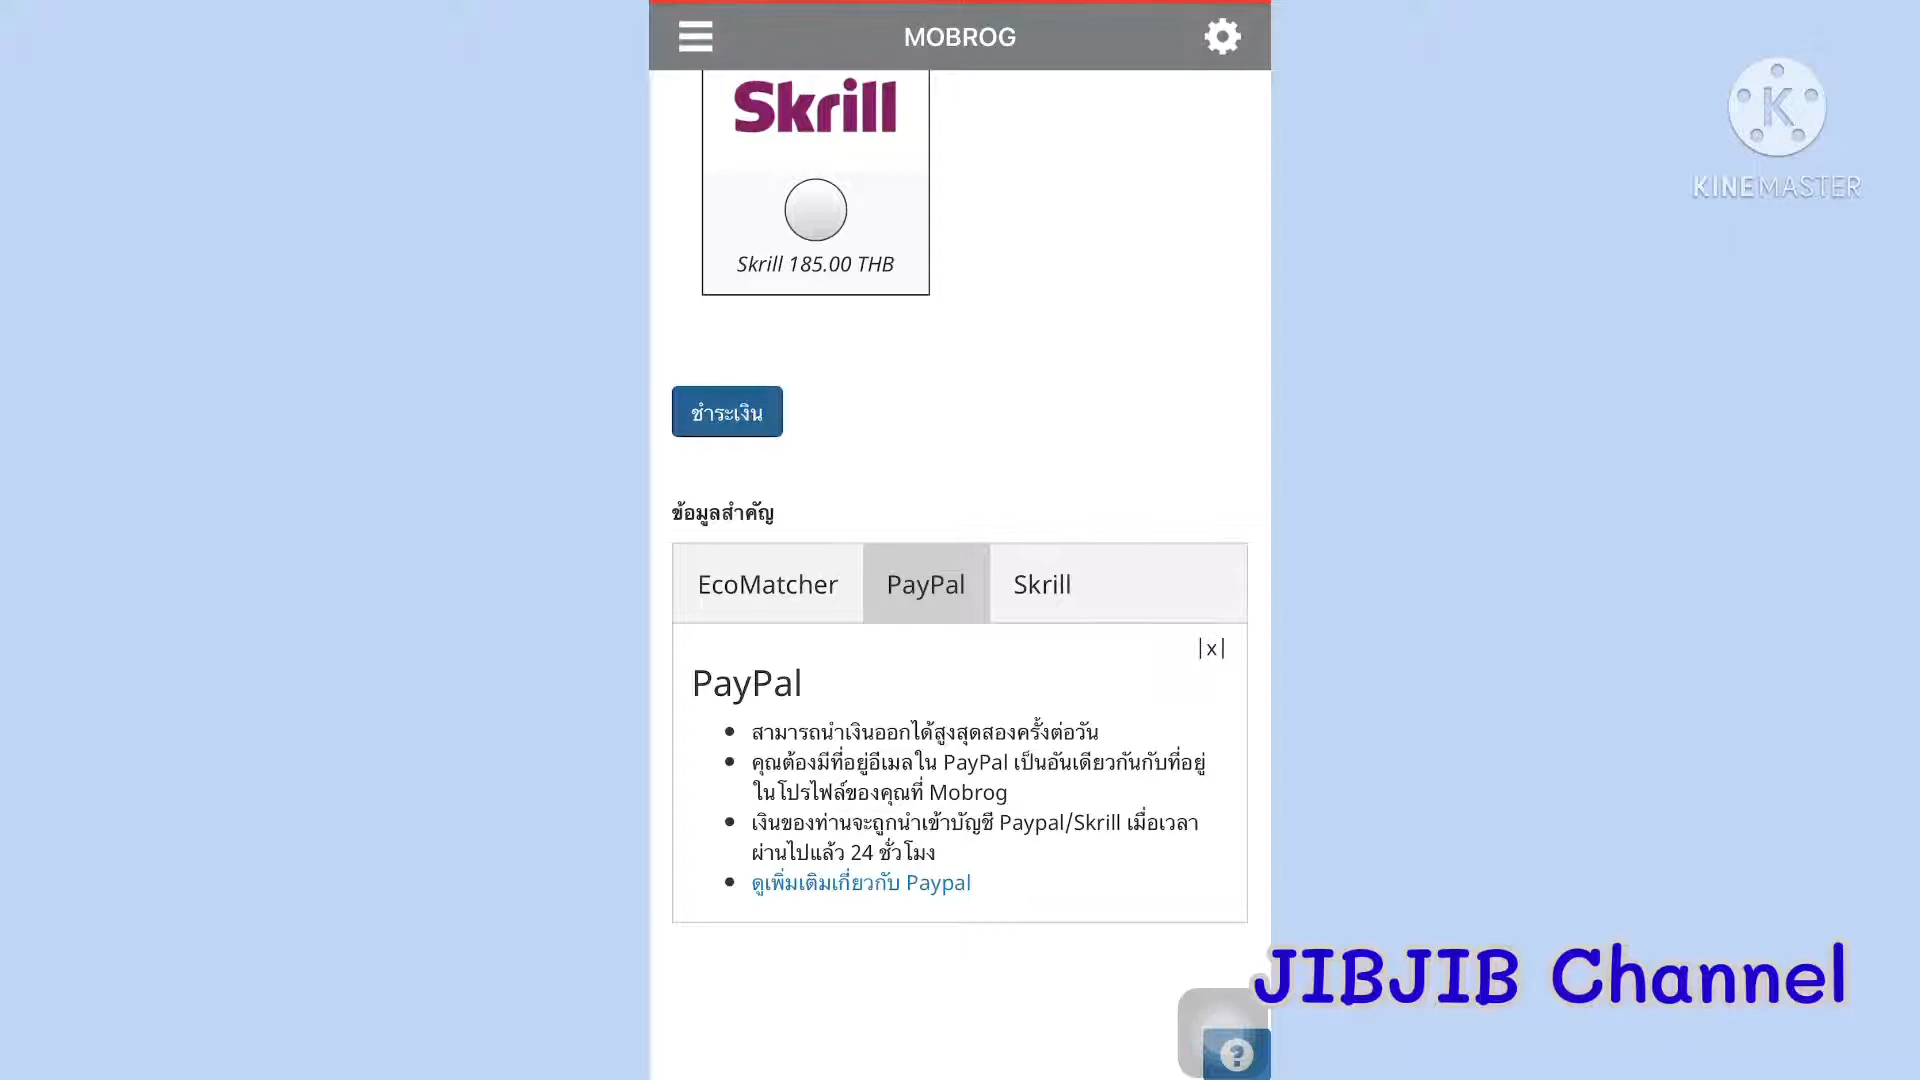 MOBROG
Skrill
Skrill 185.00 THB
K
KINEMASTER
ชำระเงิน
ข้อมูลสำคัญ
EcoMatcher
PayPal
Skrill
|x|
PayPal
สามารถนำเงินออกได้สูงสุดสองครั้งต่อวัน
คุณต้องมีที่อยู่อีเมลใน PayPal เป็นอันเดียวกันกับที่อยู่
ในโปรไฟล์ของคุณที่ Mobrog
เงินของท่านจะถูกนำเข้าบัญชี Paypal/Skrill เมื่อเวลา
ผ่านไปแล้ว 24 ชั่วโมง
ดูเพิ่มเติมเกี่ยวกับ Paypal
JIBJIB Channel
?